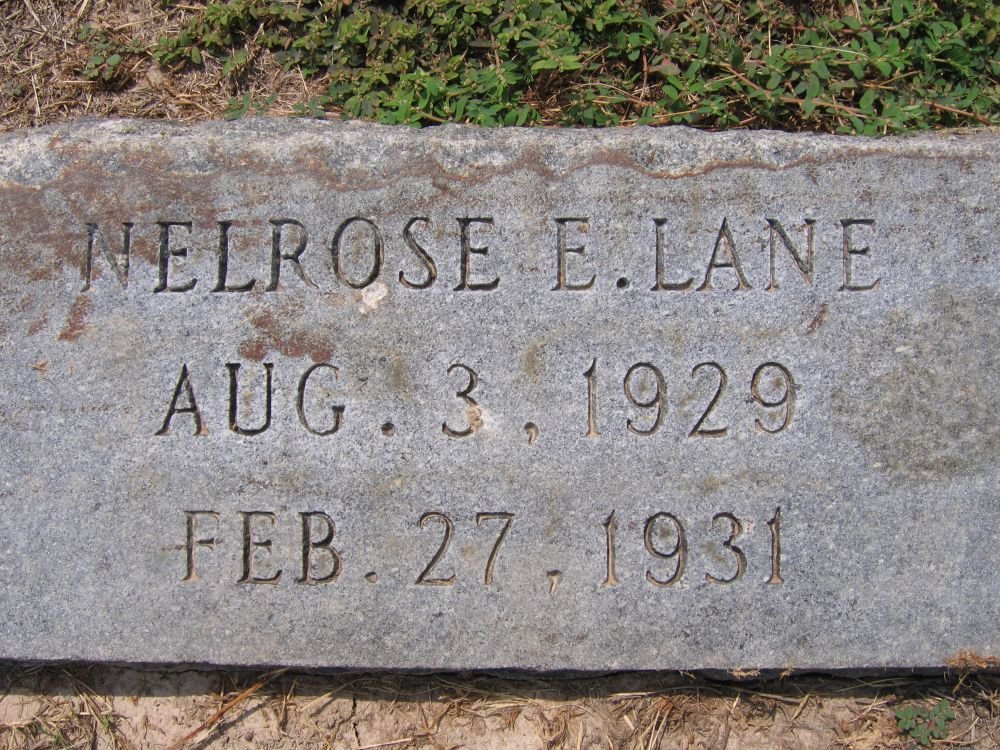 NELROSE E. LANE
AUG. 3, 1929
FEB. 27, 1931